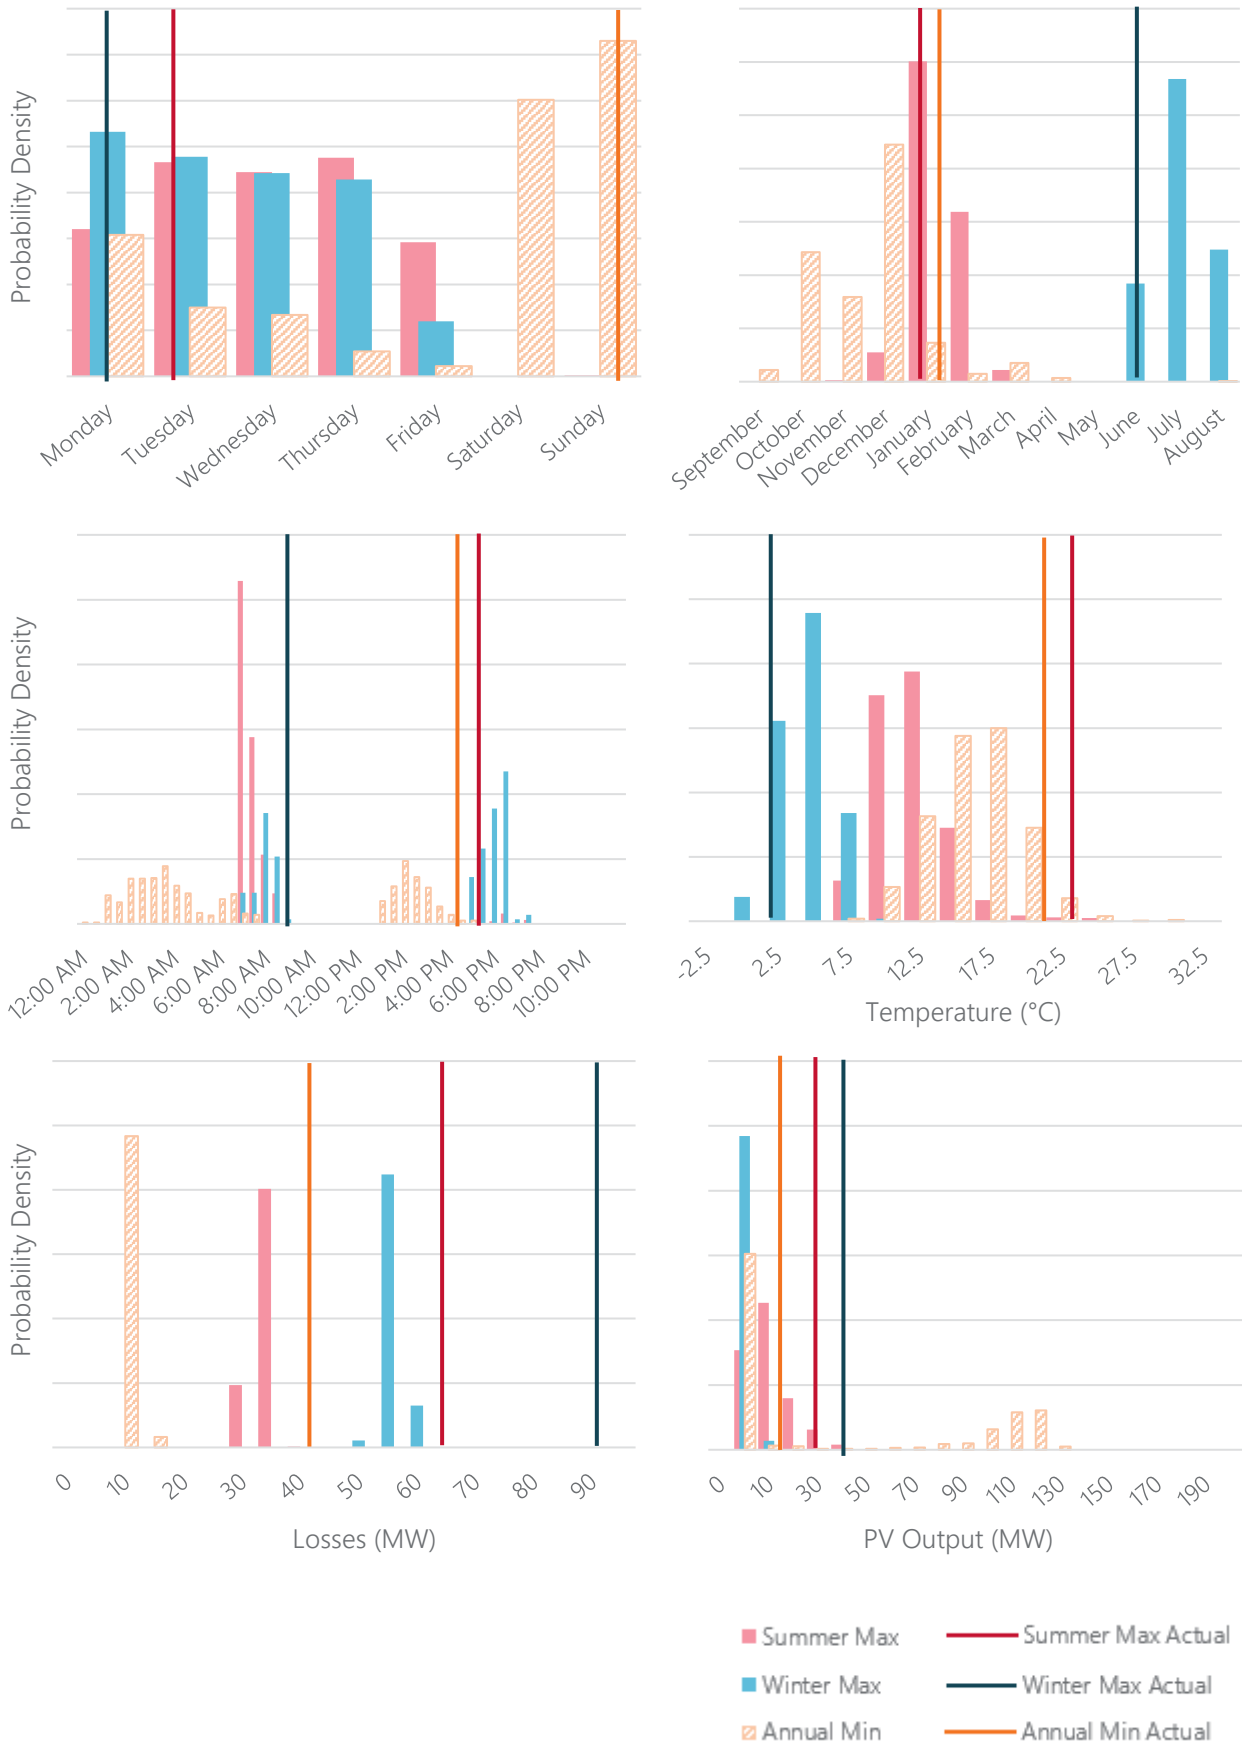 Probability Density
Monday
Tuesday
Wednesday
Thursday
Friday
Saturday
Sunday
September
October
November
December
January
February
March
April
May
June
July
August
Probability Density
12:00 AM
2:00 AM
4:00 AM
6:00 AM
8:00 AM
10:00 AM
12:00 PM
2:00 PM
4:00 PM
6:00 PM
8:00 PM
10:00 PM
-2.5
2.5
7.5
12.5
17.5
22.5
27.5
32.5
Temperature (°C)
Probability Density
0
10
20
30
40
50
60
70
80
90
Losses (MW)
0
10
30
50
70
90
110
130
150
170
190
PV Output (MW)
Summer Max
Summer Max Actual
Winter Max
Winter Max Actual
Annual Min
Annual Min Actual